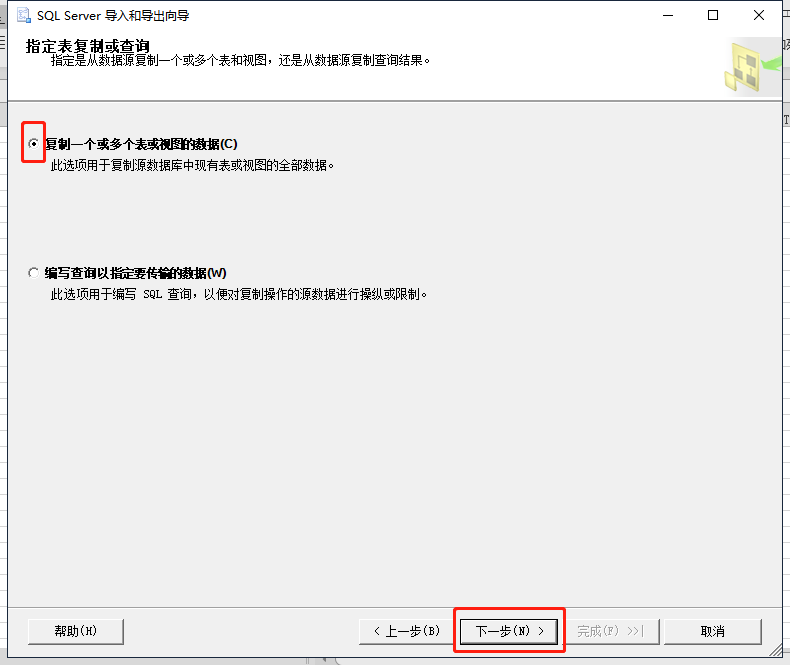 SQL Server 导入和导出向导
指定表复制或查询
指定是从数据源复制一个或多个表和视图，还是从数据源复制查询结果。
复制一个或多个表或视图的数据(C)
此选项用于复制源数据库中现有表或视图的全部数据。
编写查询以指定要传输的数据(W)
此选项用于编写 SQL 查询，以便对复制操作的源数据进行操纵或限制。
帮助(H)
< 上一步(B)
下一步(N) >
完成(F) >>|
取消